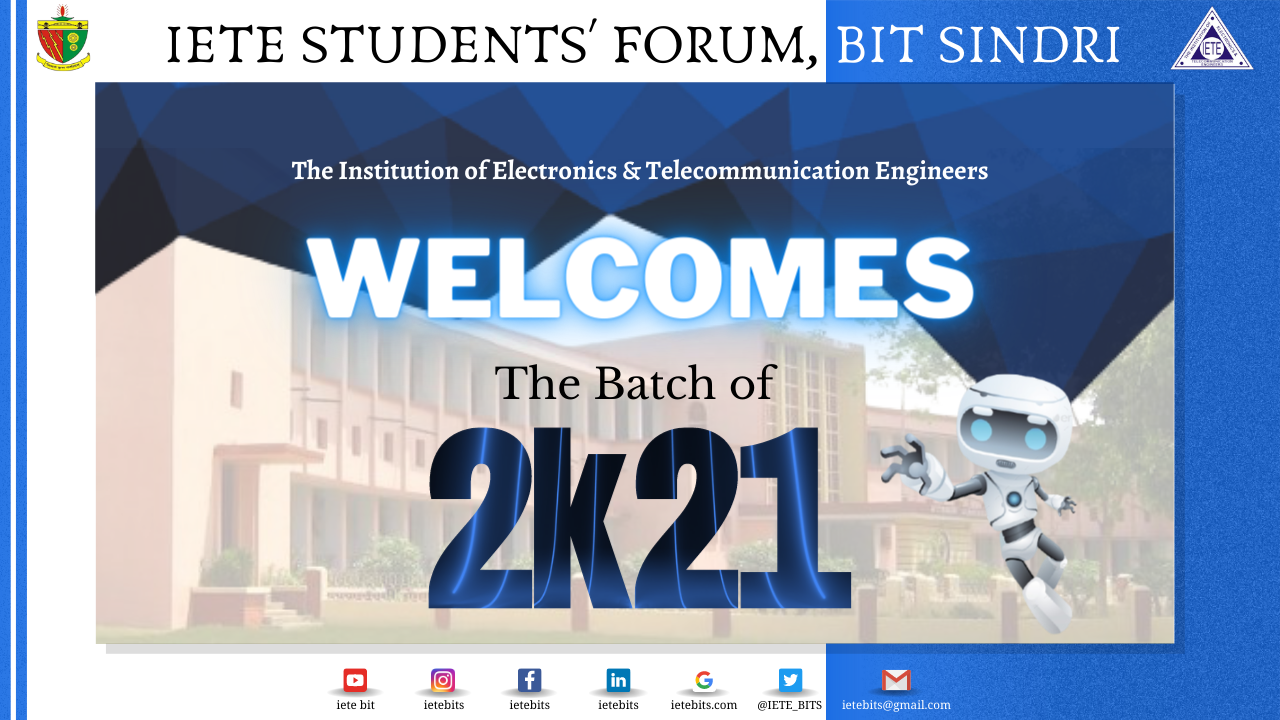 IETE STUDENTS' FORUM, BIT SINDRI
IETE
The Institution of Electronics & Telecommunication Engineers
WELCOMES
The Batch of
2k21
iete bit
ietebits
ietebits
ietebits
ietebits.com
@IETE_BITS
ietebits@gmail.com